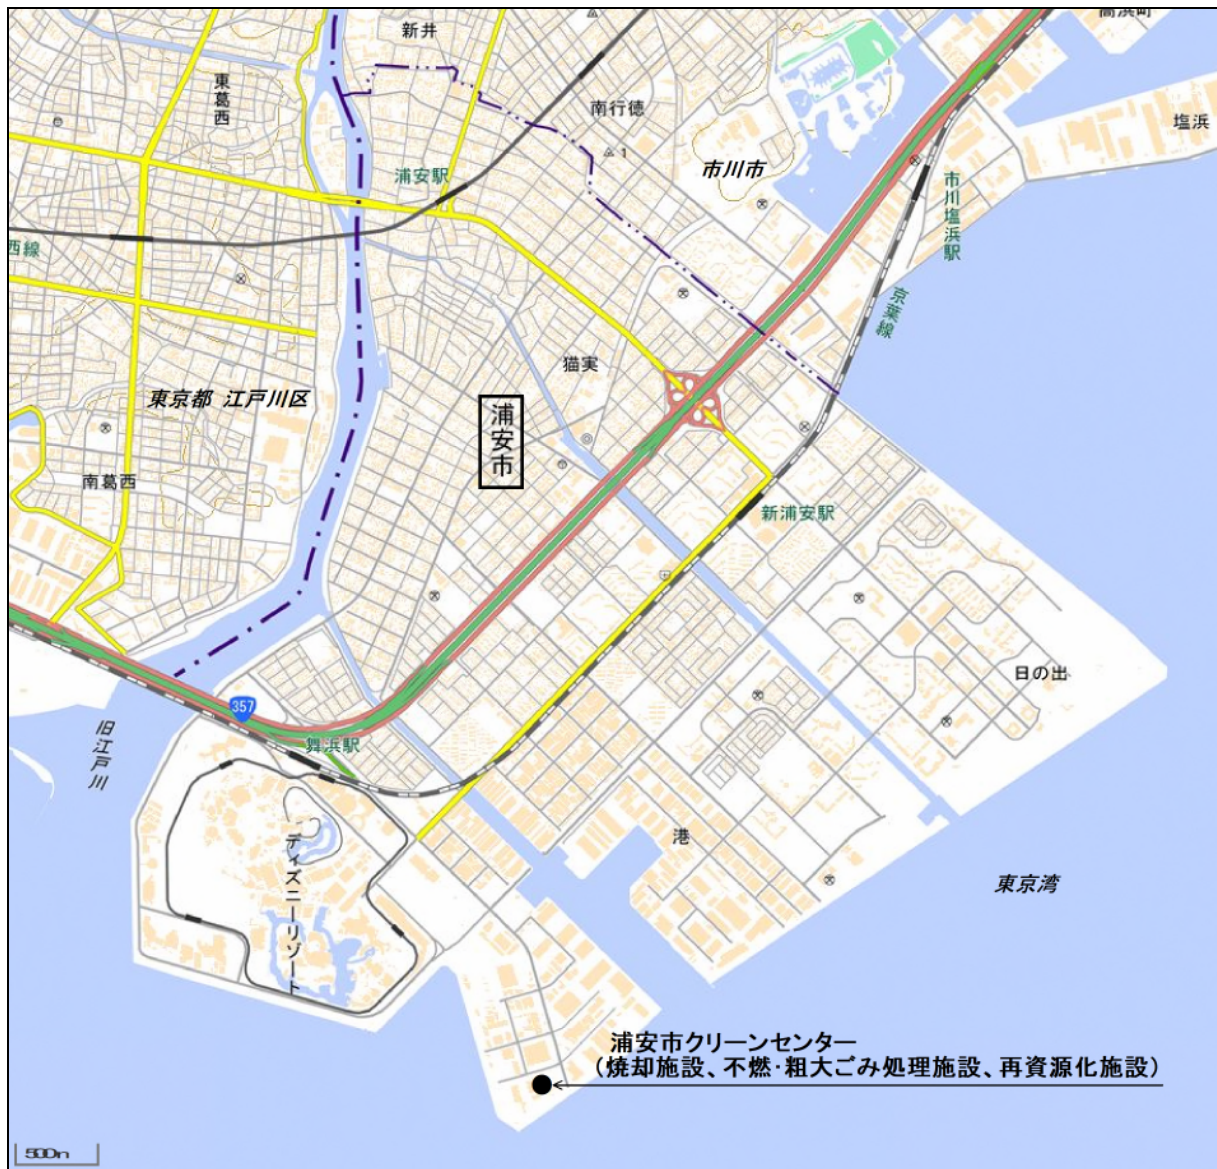 新井
高浜町
東葛西
南行徳
塩浜
1
市川市
浦安駅
市川塩浜駅
西線
京葉線
猫実
東京都 江戸川区
浦安市
南葛西
新浦安駅
日の出
357
旧江戸川
舞浜駅
港
ディズニーリゾート
東京湾
浦安市クリーンセンター
(焼却施設、不燃・粗大ごみ処理施設、再資源化施設)
500m